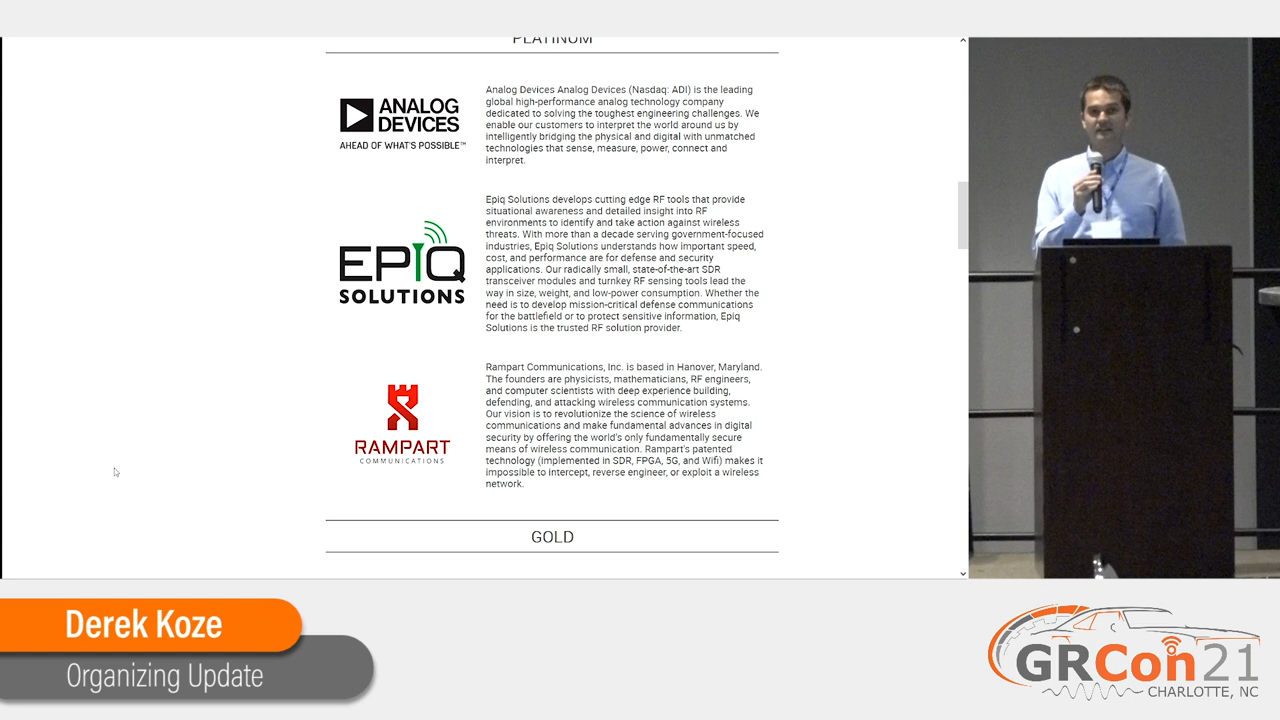 PLATINUM
ANALOG
DEVICES
AHEAD OF WHAT'S POSSIBLE™
Analog Devices Analog Devices (Nasdaq: ADI) is the leading
global high-performance analog technology company
dedicated to solving the toughest engineering challenges. We
enable our customers to interpret the world around us by
intelligently bridging the physical and digital with unmatched
technologies that sense, measure, power, connect and
interpret.
EPIQ
SOLUTIONS
Epiq Solutions develops cutting edge RF tools that provide
situational awareness and detailed insight into RF
environments to identify and take action against wireless
threats. With more than a decade serving government-focused
industries, Epiq Solutions understands how important speed,
cost, and performance are for defense and security
applications. Our radically small, state-of-the-art SDR
transceiver modules and turnkey RF sensing tools lead the
way in size, weight, and low-power consumption. Whether the
need is to develop mission-critical defense communications
for the battlefield or to protect sensitive information, Epiq
Solutions is the trusted RF solution provider.
RAMPART
COMMUNICATIONS
Rampart Communications, Inc. is based in Hanover, Maryland.
The founders are physicists, mathematicians, RF engineers,
and computer scientists with deep experience building,
defending, and attacking wireless communication systems.
Our vision is to revolutionize the science of wireless
communications and make fundamental advances in digital
security by offering the world's only fundamentally secure
means of wireless communication. Rampart's patented
technology (implemented in SDR, FPGA, 5G, and Wifi) makes it
impossible to intercept, reverse engineer, or exploit a wireless
network.
GOLD
Derek Koze
Organizing Update
GRCon21
CHARLOTTE, NC